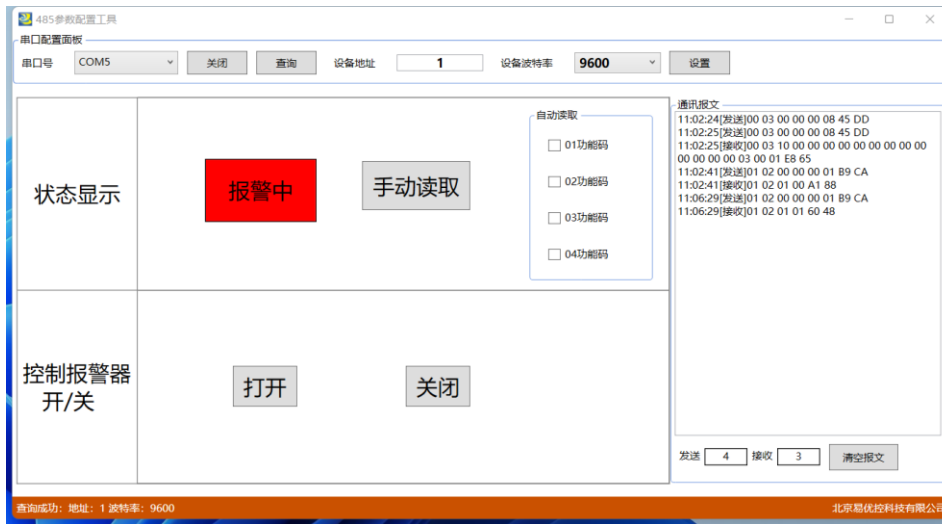 485参数配置工具
串口配置面板
串口号 COM5 关闭 查询 设备地址 1 设备波特率 9600 设置
通讯报文
11:02:24[发送]00 03 00 00 00 08 45 DD
11:02:25[发送]00 03 00 00 00 08 45 DD
11:02:25[接收]00 03 10 00 00 00 00 00 00 00 00 00
00 00 00 00 03 00 01 E8 65
11:02:41[发送]01 02 00 00 00 01 B9 CA
11:02:41[接收]01 02 01 00 A1 88
11:06:29[发送]01 02 00 00 00 01 B9 CA
11:06:29[接收]01 02 01 01 60 48
状态显示
报警中
手动读取
自动读取
01功能码
02功能码
03功能码
04功能码
控制报警器
开/关
打开
关闭
发送 4 接收 3 清空报文
查询成功: 地址: 1 波特率: 9600
北京易优控科技有限公司